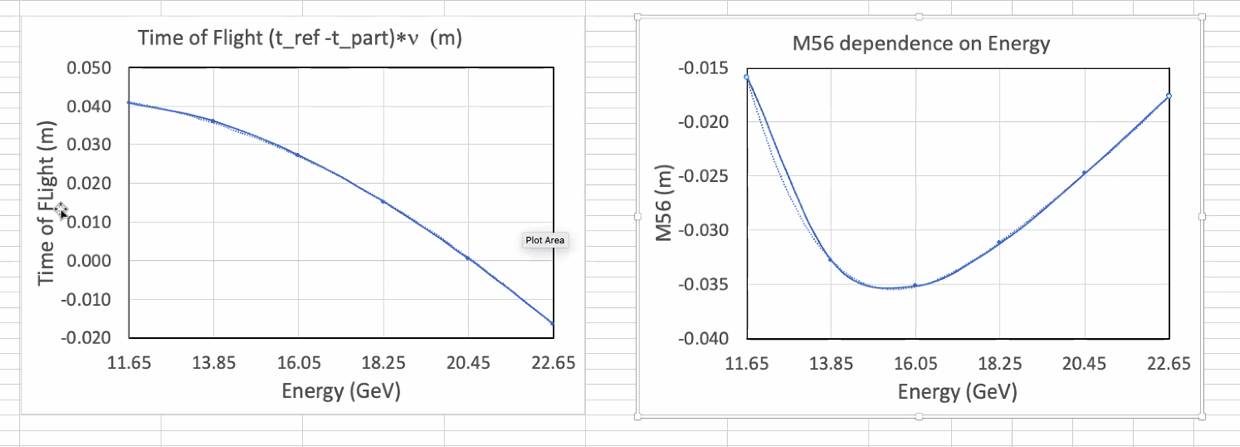 Time of Flight (t_ref -t_part)*ν (m)
0.050
0.040
0.030
0.020
0.010
0.000
-0.010
-0.020
Time of FLight (m)
11.65 13.85 16.05 18.25 20.45 22.65
Energy (GeV)
Plot Area
M56 dependence on Energy
-0.015
-0.020
-0.025
-0.030
-0.035
-0.040
M56 (m)
11.65 13.85 16.05 18.25 20.45 22.65
Energy (GeV)